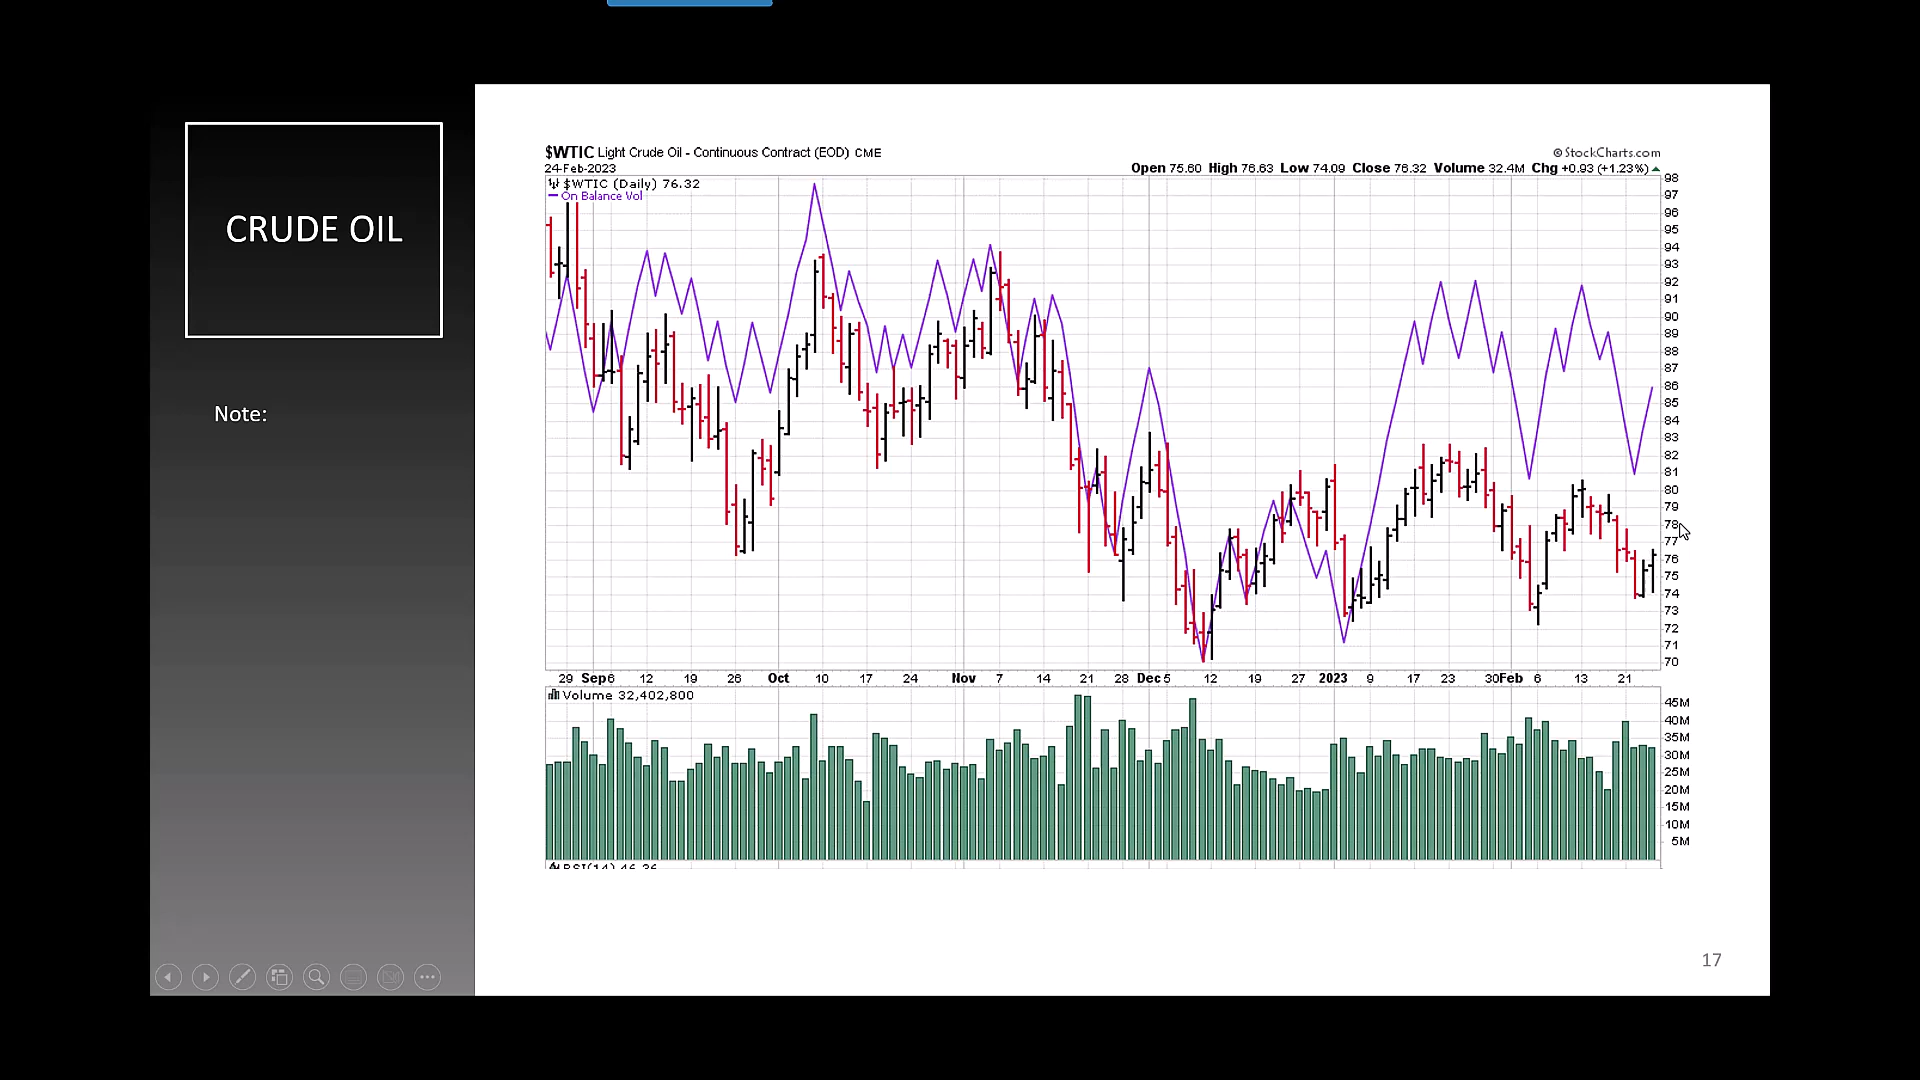 CRUDE OIL
Note:
$WTIC Light Crude Oil - Continuous Contract (EOD) CME
© StockCharts.com
24-Feb-2023
Open 75.60 High 76.63 Low 74.09 Close 76.32 Volume 32.4M Chg +0.93 (+1.23%)
$WTIC (Daily) 76.32
On Balance Vol
98
97
96
95
94
93
92
91
90
89
88
87
86
85
84
83
82
81
80
79
78
77
76
75
74
73
72
71
70
29 Sep 6 12 19 26 Oct 10 17 24 Nov 7 14 21 28 Dec 5 12 19 27 2023 9 17 23 30 Feb 6 13 21
Volume 32,402,800
45M
40M
35M
30M
25M
20M
15M
10M
5M
RSI(14) 46.36
17